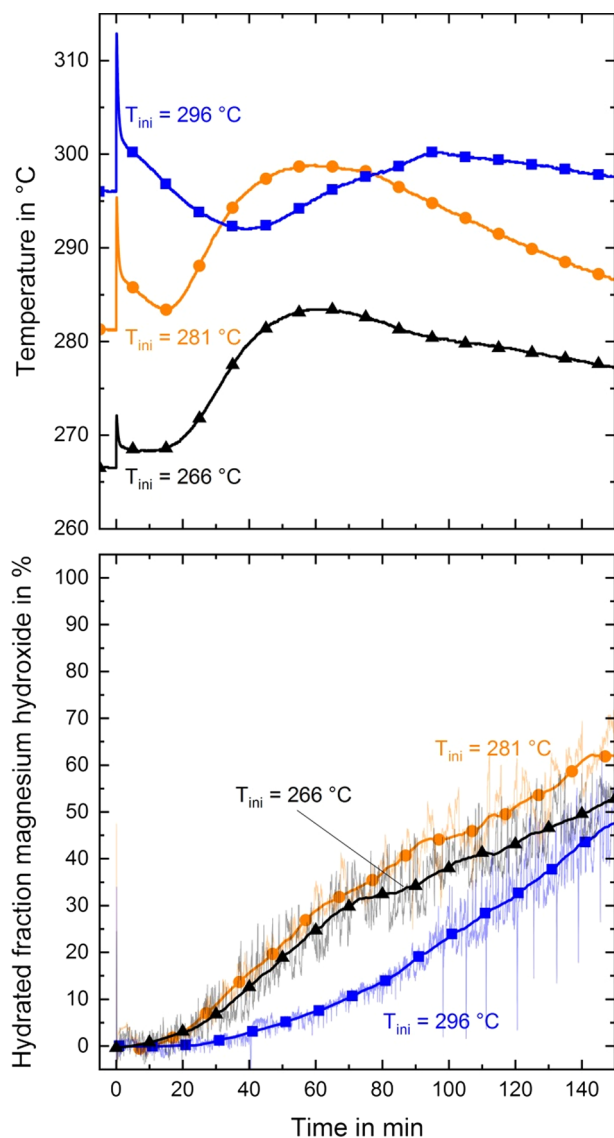 Temperature in °C
310
300
290
280
270
260
T_ini = 296 °C
T_ini = 281 °C
T_ini = 266 °C
Hydrated fraction magnesium hydroxide in %
100
90
80
70
60
50
40
30
20
10
0
T_ini = 281 °C
T_ini = 266 °C
T_ini = 296 °C
0 20 40 60 80 100 120 140
Time in min